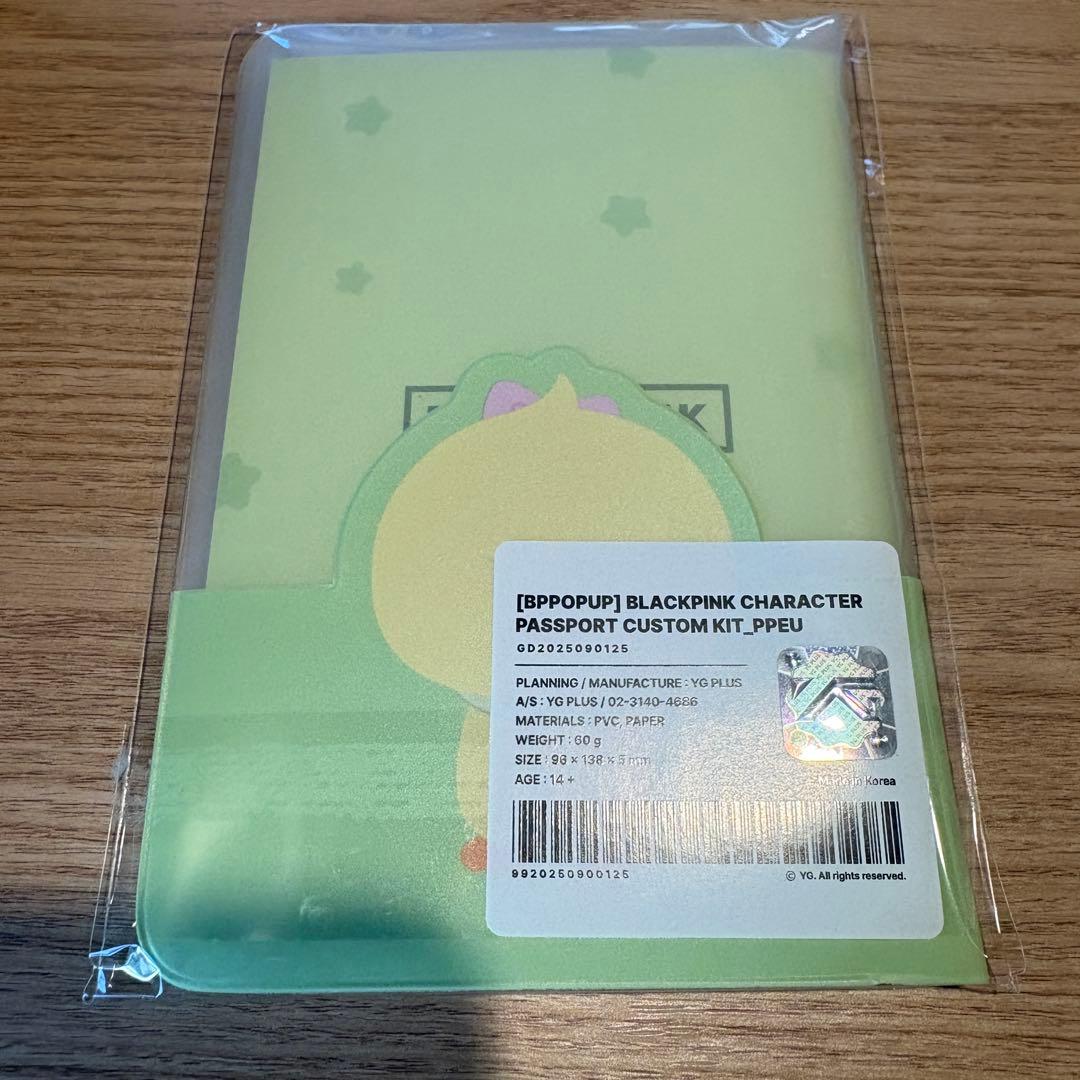 [BPPOPUP] BLACKPINK CHARACTER
PASSPORT CUSTOM KIT_PPEU
GD2025090125
PLANNING / MANUFACTURE : YG PLUS
A/S : YG PLUS / 02-3140-4686
MATERIALS : PVC, PAPER
WEIGHT : 60 g
SIZE : 96 × 138 × 5 mm
AGE : 14 +
Made in Korea
9920250900125
© YG. All rights reserved.